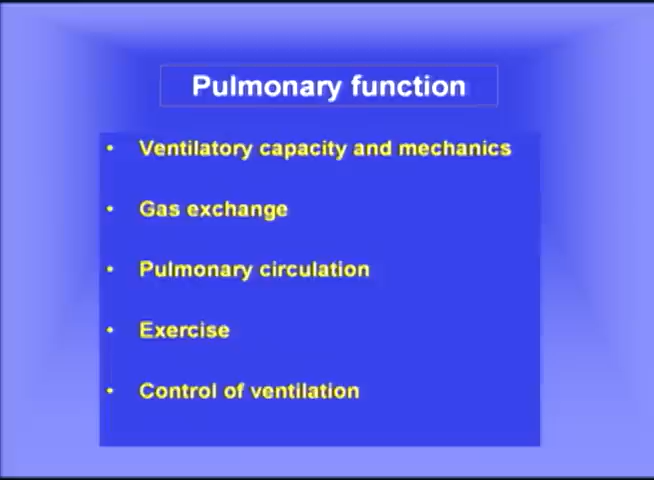 Pulmonary function
• Ventilatory capacity and mechanics
• Gas exchange
• Pulmonary circulation
• Exercise
• Control of ventilation